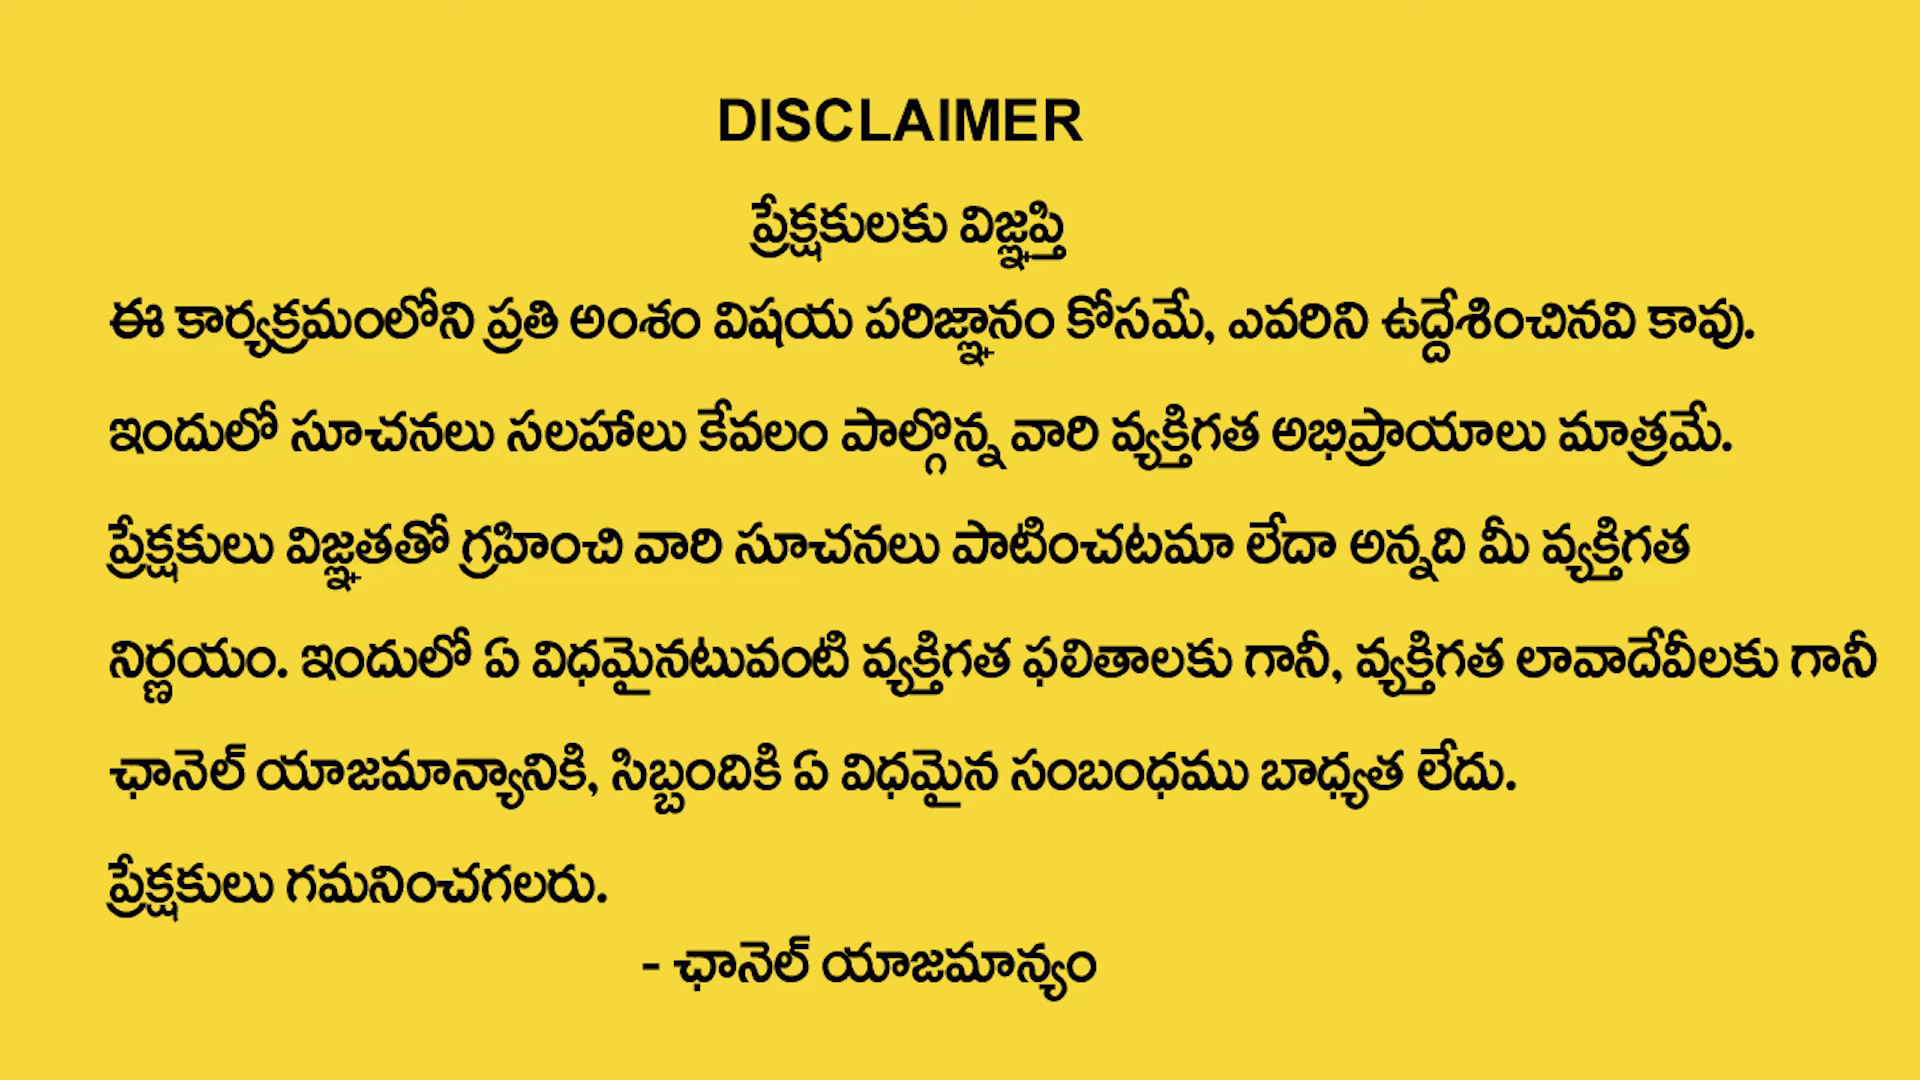 DISCLAIMER
ప్రేక్షకులకు విజ్ఞప్తి
ఈ కార్యక్రమంలోని ప్రతి అంశం విషయ పరిజ్ఞానం కోసమే, ఎవరిని ఉద్దేశించినవి కావు.
ఇందులో సూచనలు సలహాలు కేవలం పాల్గొన్న వారి వ్యక్తిగత అభిప్రాయాలు మాత్రమే.
ప్రేక్షకులు విజ్ఞతతో గ్రహించి వారి సూచనలు పాటించటమా లేదా అన్నది మీ వ్యక్తిగత
నిర్ణయం. ఇందులో ఏ విధమైనటువంటి వ్యక్తిగత ఫలితాలకు గానీ, వ్యక్తిగత లావాదేవీలకు గానీ
ఛానెల్ యాజమాన్యానికి, సిబ్బందికి ఏ విధమైన సంబంధము బాధ్యత లేదు.
ప్రేక్షకులు గమనించగలరు.
- ఛానెల్ యాజమాన్యం